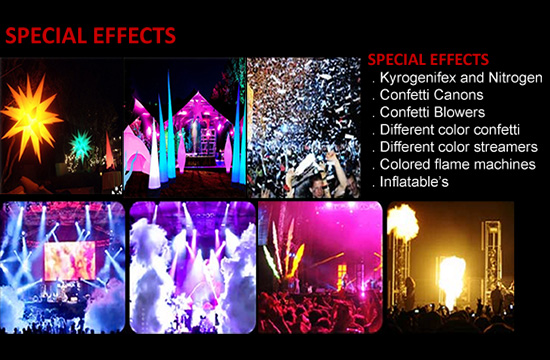 SPECIAL EFFECTS
SPECIAL EFFECTS
. Kyrogenifex and Nitrogen
. Confetti Canons
. Confetti Blowers
. Different color confetti
. Different color streamers
. Colored flame machines
. Inflatable's